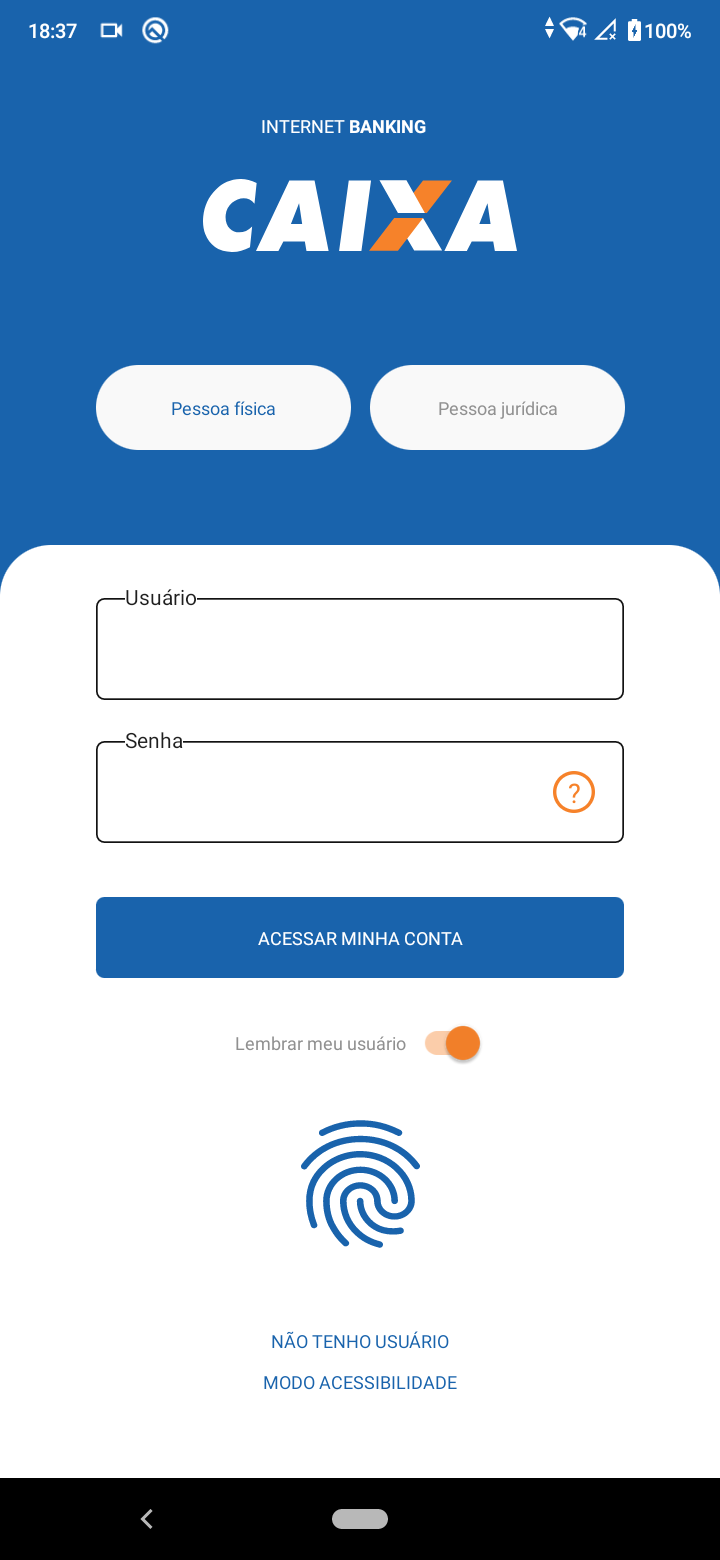 18:37
4
100%
INTERNET BANKING
CAIXA
Pessoa física
Pessoa jurídica
Usuário
Senha
?
ACESSAR MINHA CONTA
Lembrar meu usuário
NÃO TENHO USUÁRIO
MODO ACESSIBILIDADE